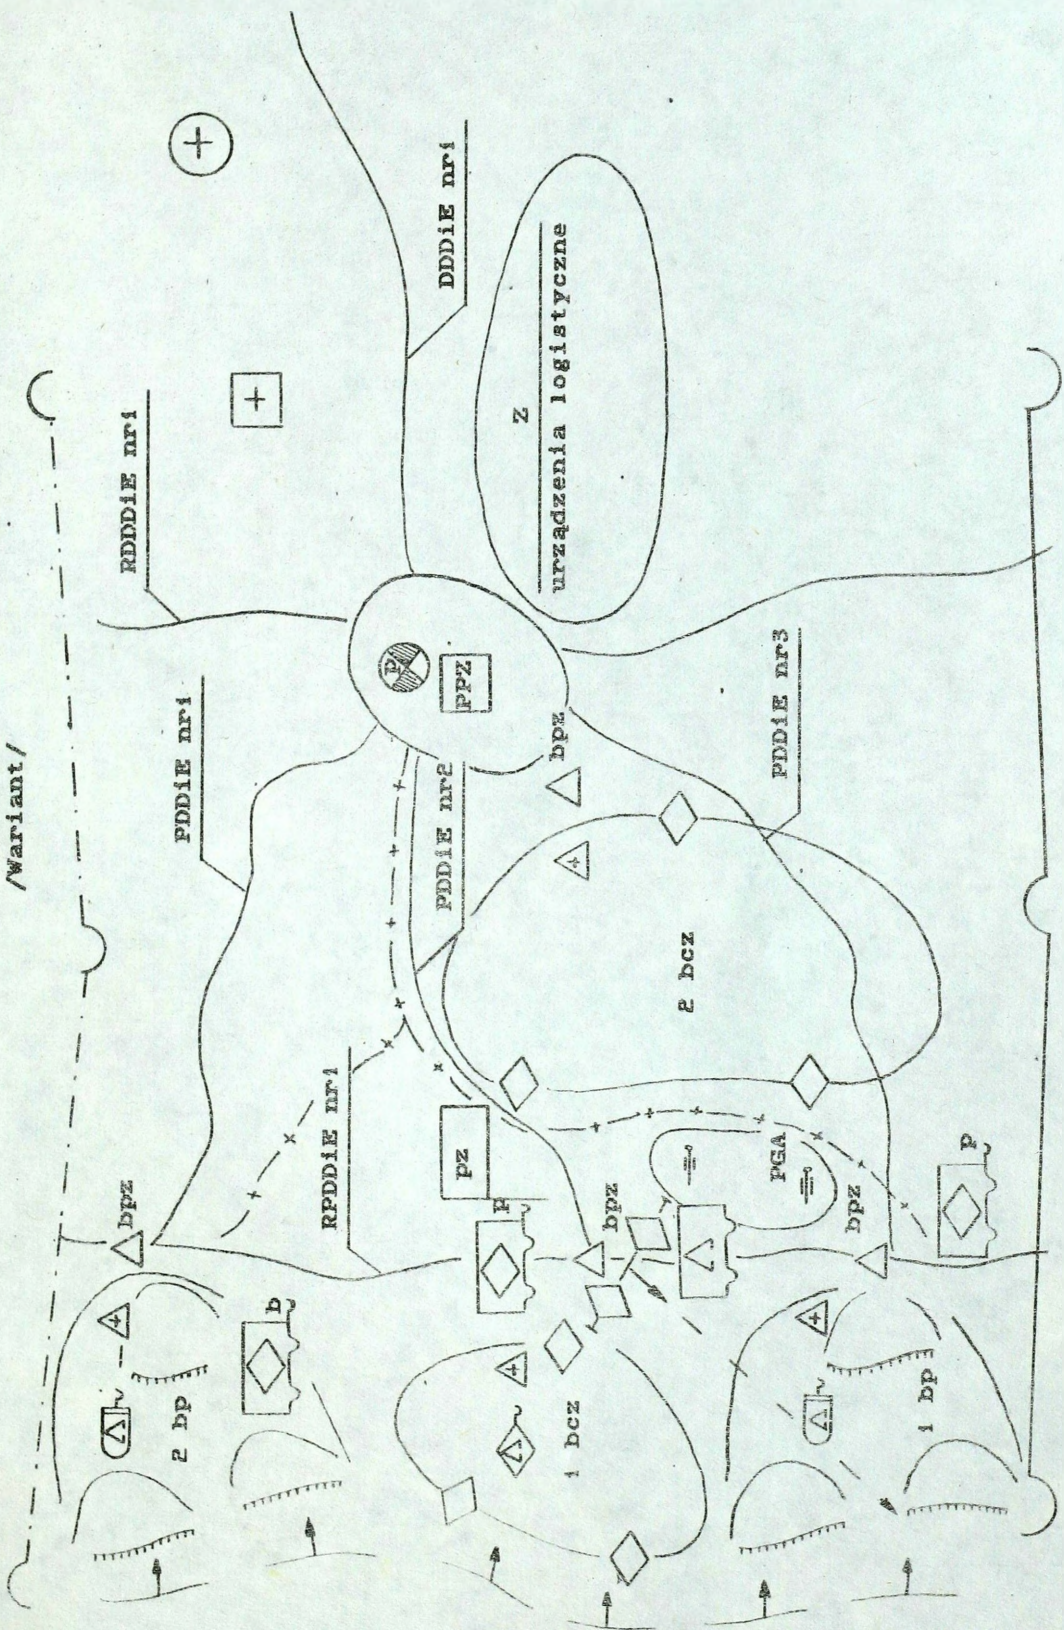 /Wariant/
RDDDiE nr1
DDDiE nr1
PDDiE nr1
Z
urządzenia logistyczne
P
PPZ
bpz
PDDiE nr2
PDDiE nr3
RPDDiE nr1
2 bcz
pz
bpz
P
bpz
PGA
bpz
P
b
2 bp
1 bcz
1 bp